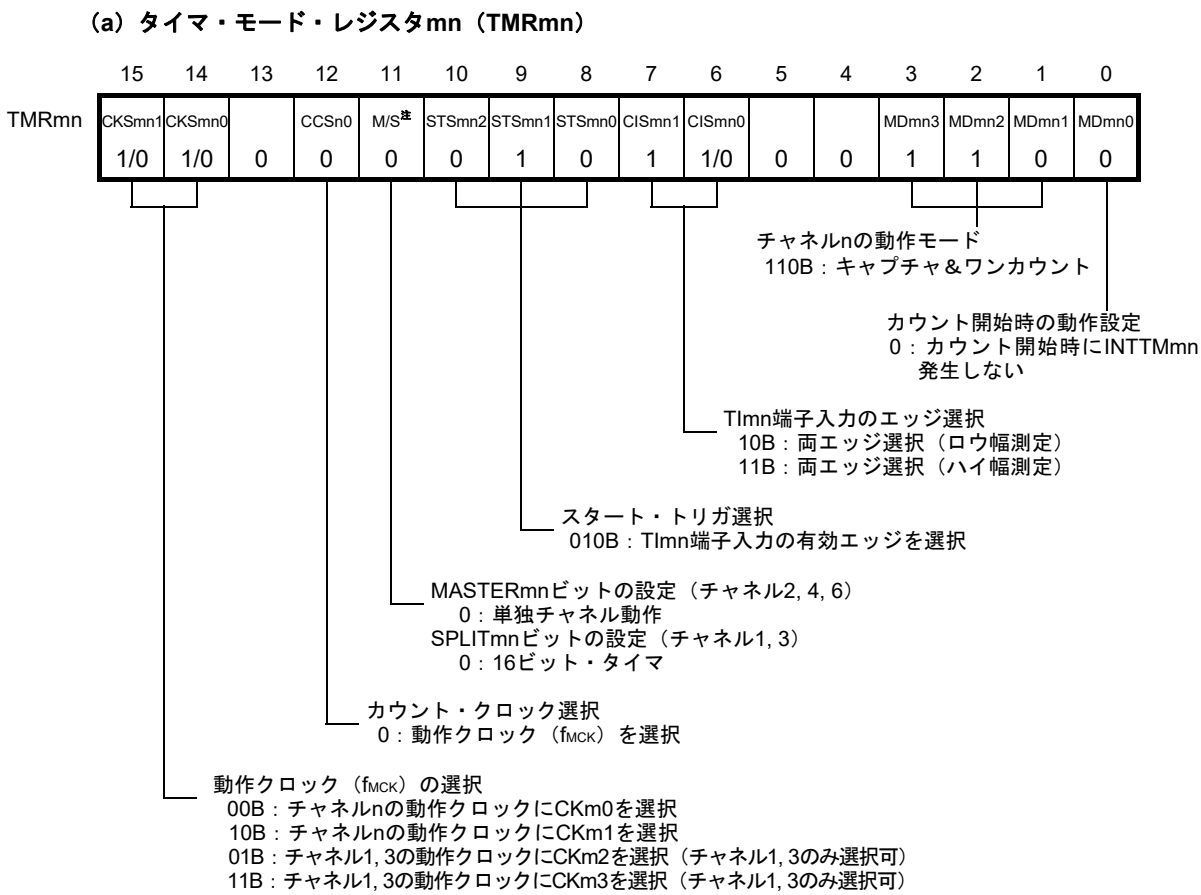 (a) タイマ・モード・レジスタmn（TMRmn）
15 14 13 12 11 10 9 8 7 6 5 4 3 2 1 0
TMRmn CKSmn1 CKSmn0 CCSn0 M/S注 STSmn2 STSmn1 STSmn0 CISmn1 CISmn0 MDmn3 MDmn2 MDmn1 MDmn0
1/0 1/0 0 0 0 0 1 0 1 1/0 0 0 1 1 0 0
チャネルnの動作モード
110B：キャプチャ＆ワンカウント
カウント開始時の動作設定
0：カウント開始時にINTTMmn
発生しない
TImn端子入力のエッジ選択
10B：両エッジ選択（ロウ幅測定）
11B：両エッジ選択（ハイ幅測定）
スタート・トリガ選択
010B：TImn端子入力の有効エッジを選択
MASTERmnビットの設定（チャネル2, 4, 6）
0：単独チャネル動作
SPLITmnビットの設定（チャネル1, 3）
0：16ビット・タイマ
カウント・クロック選択
0：動作クロック（fMCK）を選択
動作クロック（fMCK）の選択
00B：チャネルnの動作クロックにCKm0を選択
10B：チャネルnの動作クロックにCKm1を選択
01B：チャネル1, 3の動作クロックにCKm2を選択（チャネル1, 3のみ選択可）
11B：チャネル1, 3の動作クロックにCKm3を選択（チャネル1, 3のみ選択可）